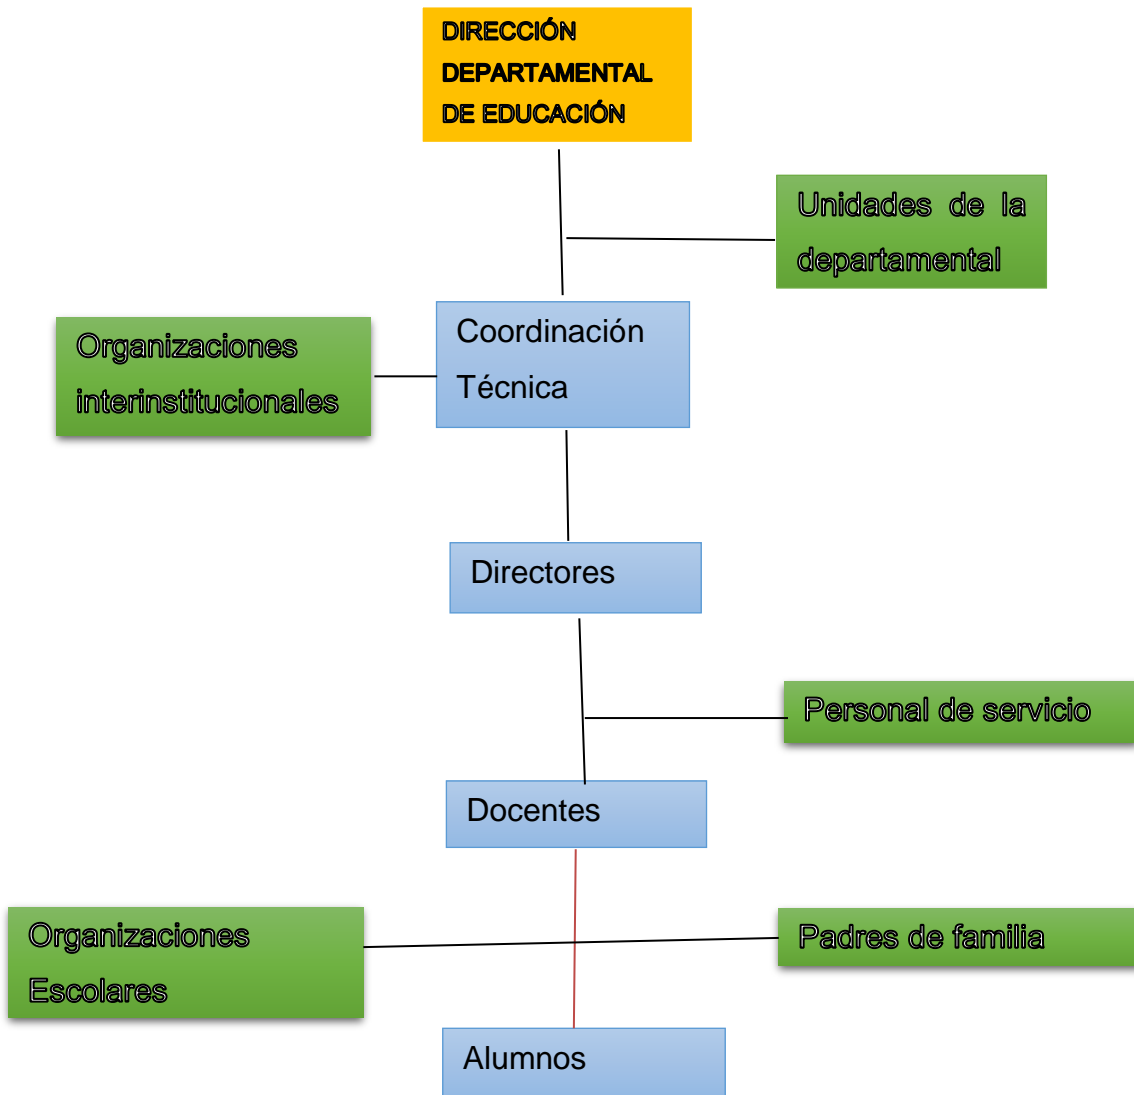 DIRECCIÓN
DEPARTAMENTAL
DE EDUCACIÓN
Unidades de la
departamental
Organizaciones
interinstitucionales
Coordinación
Técnica
Directores
Personal de servicio
Docentes
Organizaciones
Escolares
Padres de familia
Alumnos